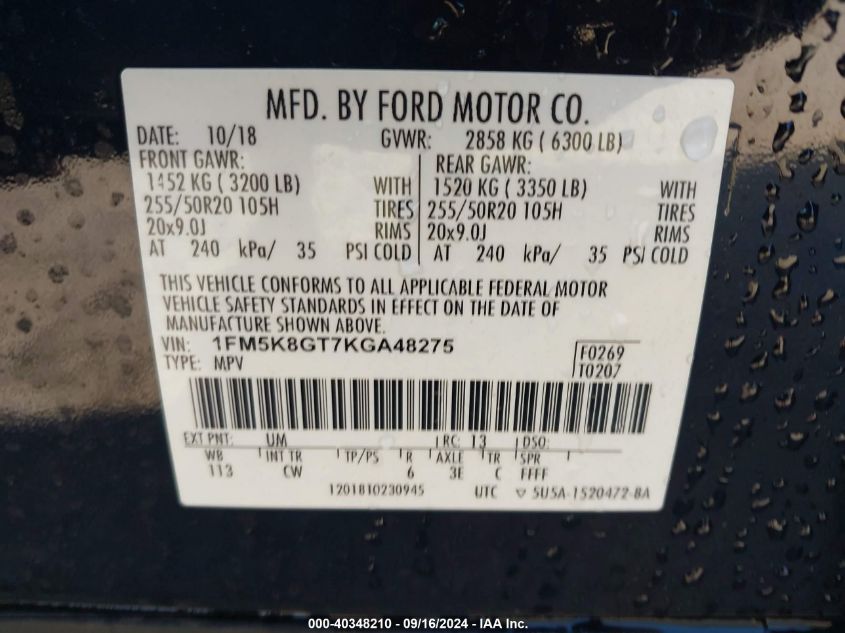 MFD. BY FORD MOTOR CO.
DATE: 10/18 GVWR: 2858 KG ( 6300 LB)
FRONT GAWR: REAR GAWR:
1452 KG ( 3200 LB) WITH 1520 KG ( 3350 LB) WITH
255/50R20 105H TIRES 255/50R20 105H TIRES
20x9.0J RIMS 20x9.0J RIMS
AT 240 kPa/ 35 PSI COLD AT 240 kPa/ 35 PSI COLD
THIS VEHICLE CONFORMS TO ALL APPLICABLE FEDERAL MOTOR
VEHICLE SAFETY STANDARDS IN EFFECT ON THE DATE OF
MANUFACTURE SHOWN ABOVE.
VIN: 1FM5K8GT7KGA48275 F0269
TYPE: MPV T0207
EXT PNT: UM RC: 13 DSO:
WB INT TR TP/PS R AXLE TR SPR
113 CW 6 3E C FFFF
1201810230945 UTC ▽ 5U5A-1520472-BA
000-40348210 - 09/16/2024 - IAA Inc.